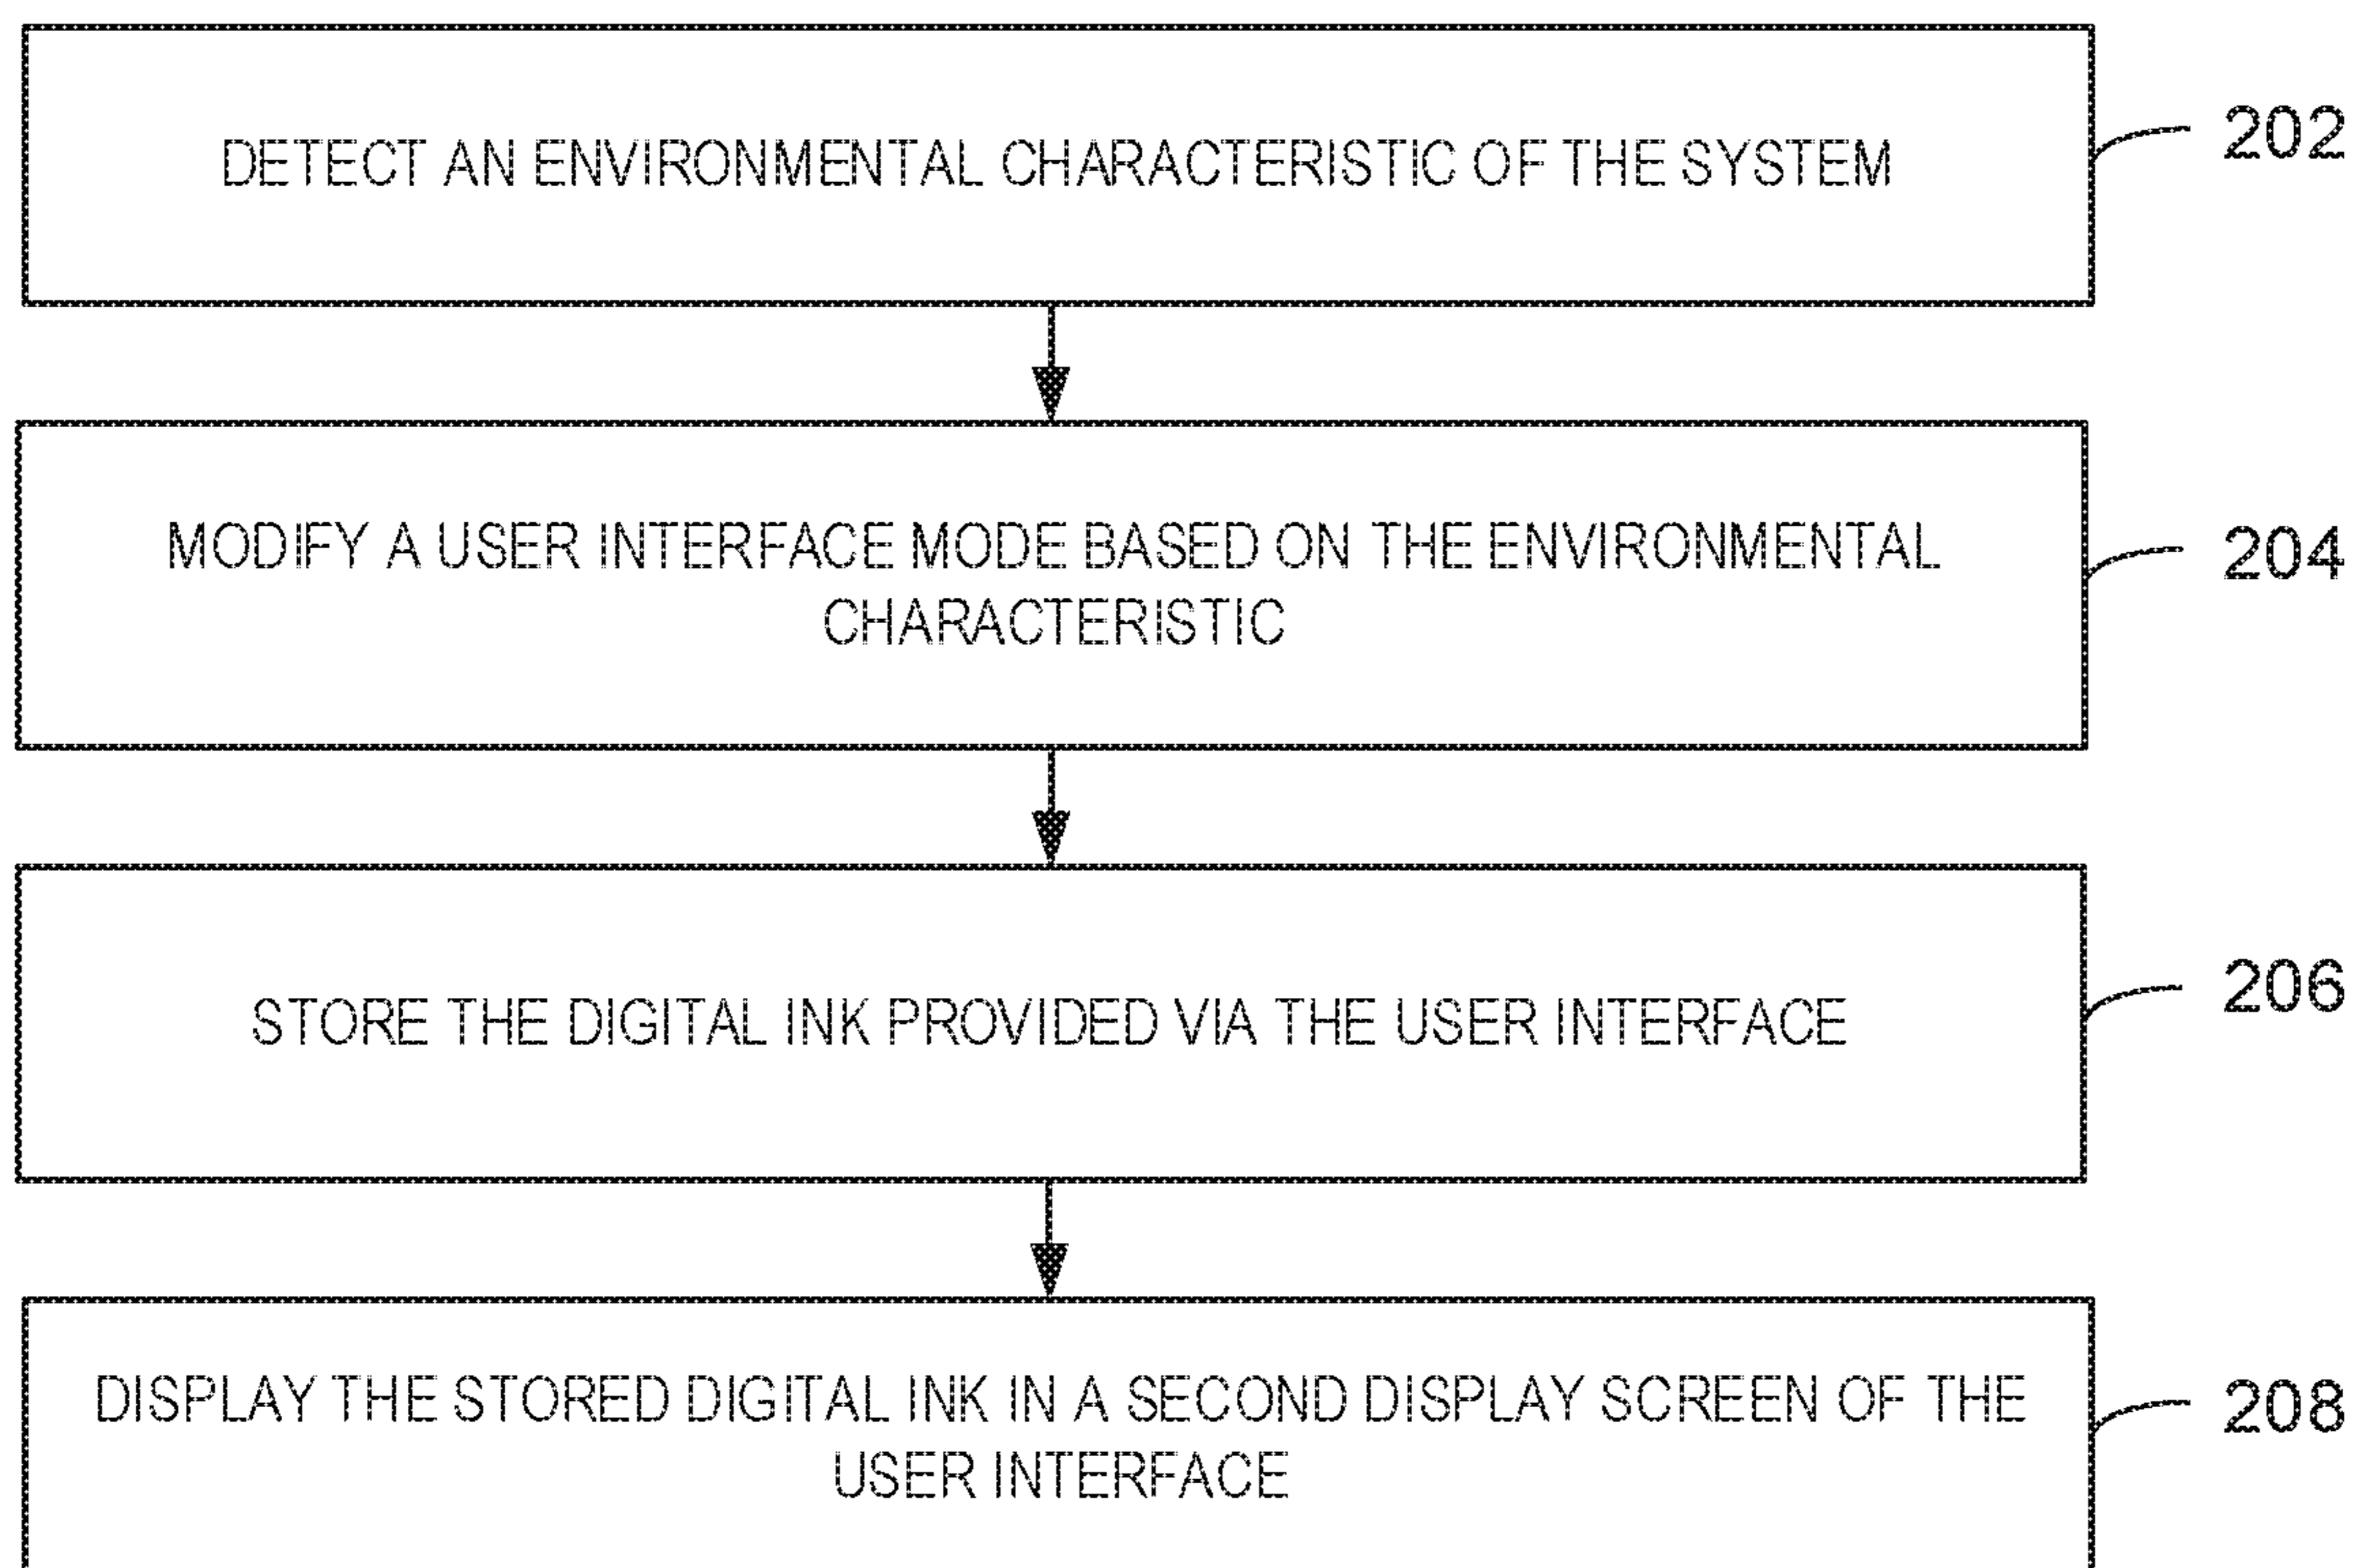 DETECT AN ENVIRONMENTAL CHARACTERISTIC OF THE SYSTEM
202
MODIFY A USER INTERFACE MODE BASED ON THE ENVIRONMENTAL
CHARACTERISTIC
204
STORE THE DIGITAL INK PROVIDED VIA THE USER INTERFACE
206
DISPLAY THE STORED DIGITAL INK IN A SECOND DISPLAY SCREEN OF THE
USER INTERFACE
208